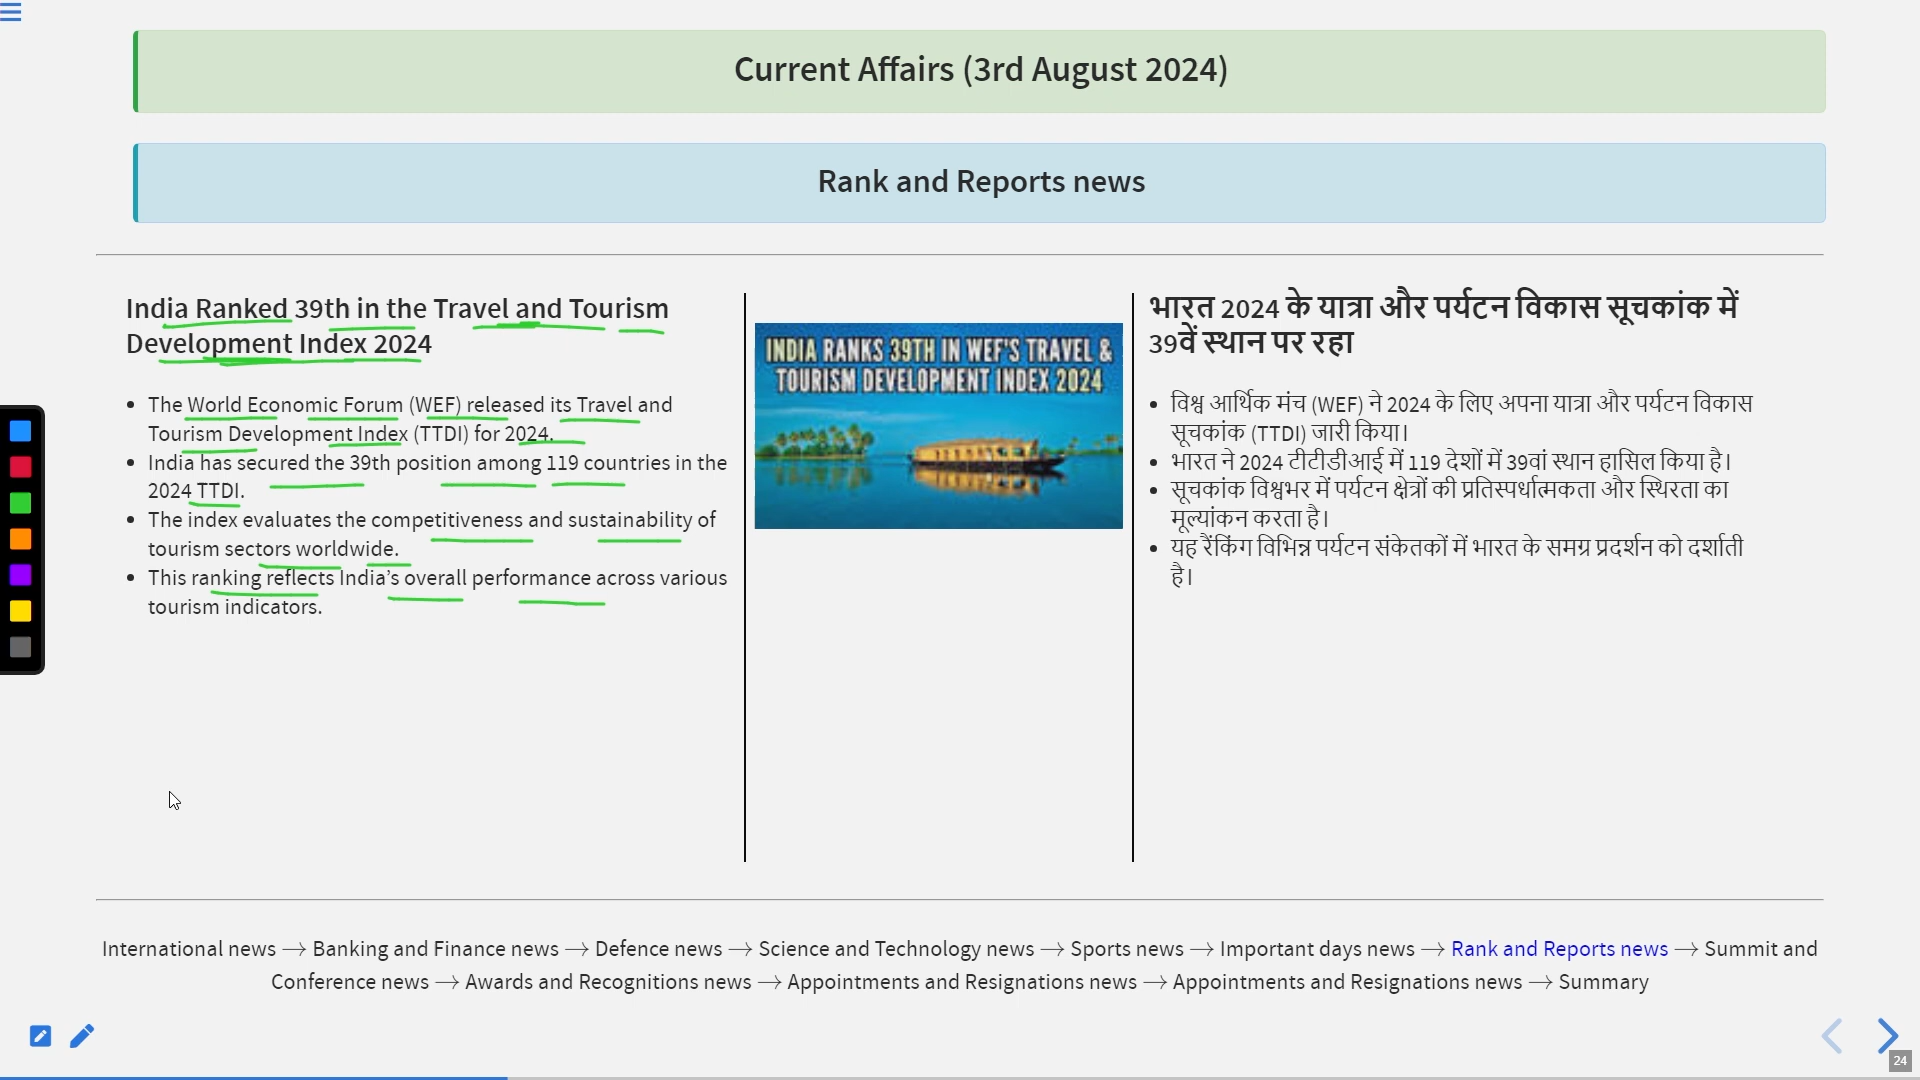 Current Affairs (3rd August 2024)
Rank and Reports news
India Ranked 39th in the Travel and Tourism
Development Index 2024
• The World Economic Forum (WEF) released its Travel and
Tourism Development Index (TTDI) for 2024.
• India has secured the 39th position among 119 countries in the
2024 TTDI.
• The index evaluates the competitiveness and sustainability of
tourism sectors worldwide.
• This ranking reflects India’s overall performance across various
tourism indicators.
INDIA RANKS 39TH IN WEF'S TRAVEL &
TOURISM DEVELOPMENT INDEX 2024
भारत 2024 के यात्रा और पर्यटन विकास सूचकांक में
39वें स्थान पर रहा
• विश्व आर्थिक मंच (WEF) ने 2024 के लिए अपना यात्रा और पर्यटन विकास
सूचकांक (TTDI) जारी किया।
• भारत ने 2024 टीटीडीआई में 119 देशों में 39वां स्थान हासिल किया है।
• सूचकांक विश्वभर में पर्यटन क्षेत्रों की प्रतिस्पर्धात्मकता और स्थिरता का
मूल्यांकन करता है।
• यह रैंकिंग विभिन्न पर्यटन संकेतकों में भारत के समग्र प्रदर्शन को दर्शाती
है।
International news → Banking and Finance news → Defence news → Science and Technology news → Sports news → Important days news → Rank and Reports news → Summit and
Conference news → Awards and Recognitions news → Appointments and Resignations news → Appointments and Resignations news → Summary
24